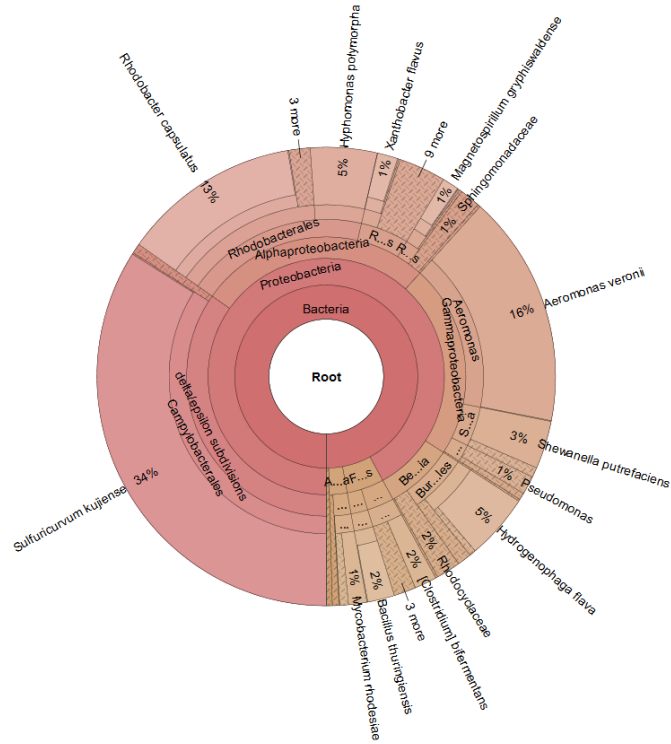 Root
Bacteria
Proteobacteria
Alphaproteobacteria
Rhodobacterales
R...s
R...s
Gammaproteobacteria
Aeromonas
S...a
...
Be...ia
Bur...les
delta/epsilon subdivisions
Campylobacterales
A...a
F...s
...
...
...
...
...
...
Rhodobacter capsulatus
13%
3 more
Hyphomonas polymorpha
5%
Xanthobacter flavus
1%
9 more
Magnetospirillum gryphiswaldense
1%
Sphingomonadaceae
1%
Aeromonas veronii
16%
Shewanella putrefaciens
3%
Pseudomonas
1%
Hydrogenophaga flava
5%
Rhodocyclaceae
2%
[Clostridium] bifermentans
2%
3 more
Bacillus thuringiensis
2%
Mycobacterium rhodesiae
1%
Sulfuricurvum kujiense
34%